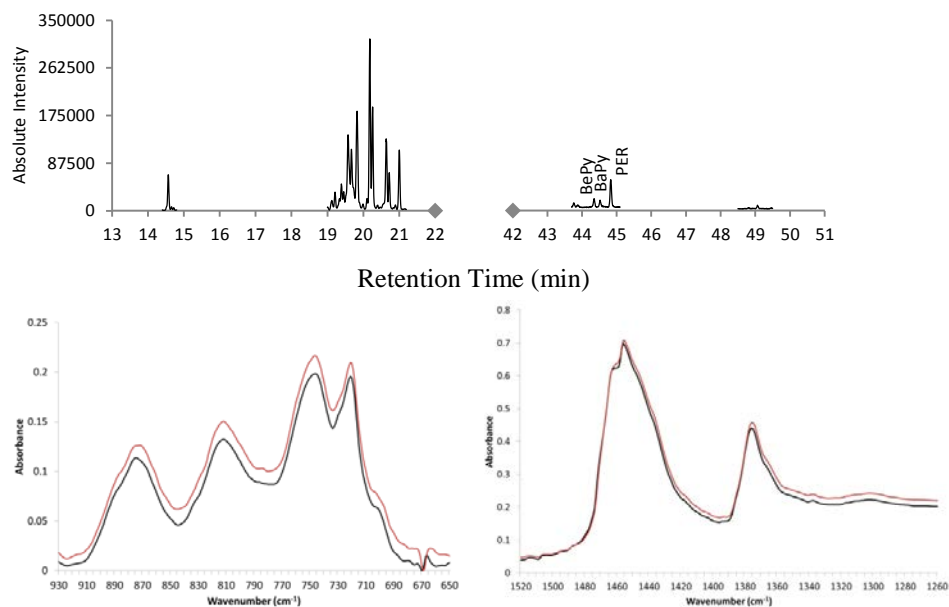 350000
262500
175000
87500
0
Absolute Intensity
BePy
BaPy
PER
13 14 15 16 17 18 19 20 21 22 42 43 44 45 46 47 48 49 50 51
Retention Time (min)
0.25
0.2
0.15
0.1
0.05
0
Absorbance
930 910 890 870 850 830 810 790 770 750 730 710 690 670 650
Wavenumber (cm-1)
0.8
0.7
0.6
0.5
0.4
0.3
0.2
0.1
0
Absorbance
1520 1500 1480 1460 1440 1420 1400 1380 1360 1340 1320 1300 1280 1260
Wavenumber (cm-1)